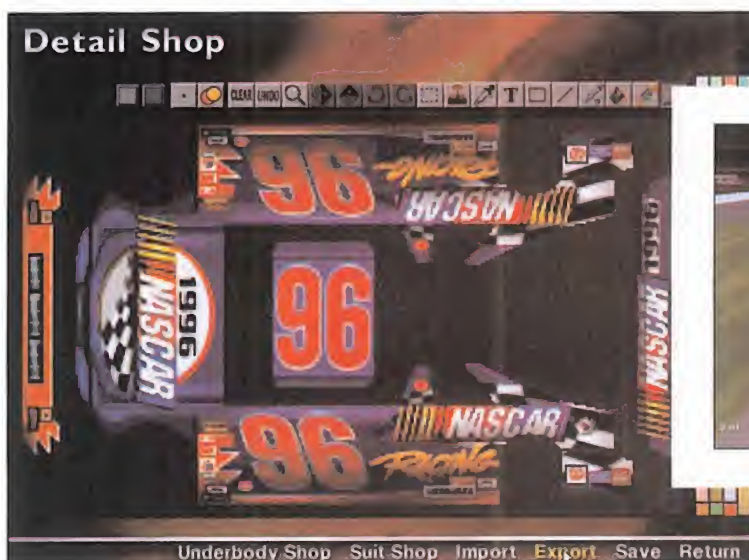 Detail Shop
CLEAR UNDO T
96 RACING
NASCAR
1996
NASCAR
96
1996
NASCAR
NASCAR
96 RACING
Underbody Shop Suit Shop Import Export Save Return